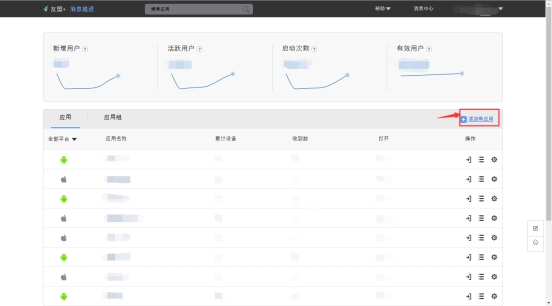 友盟+ 消息推送 搜索应用 帮助 消息中心
新增用户 活跃用户 启动次数 有效用户
应用 应用组 添加新应用
全部平台 应用名称 累计设备 收到数 打开 操作